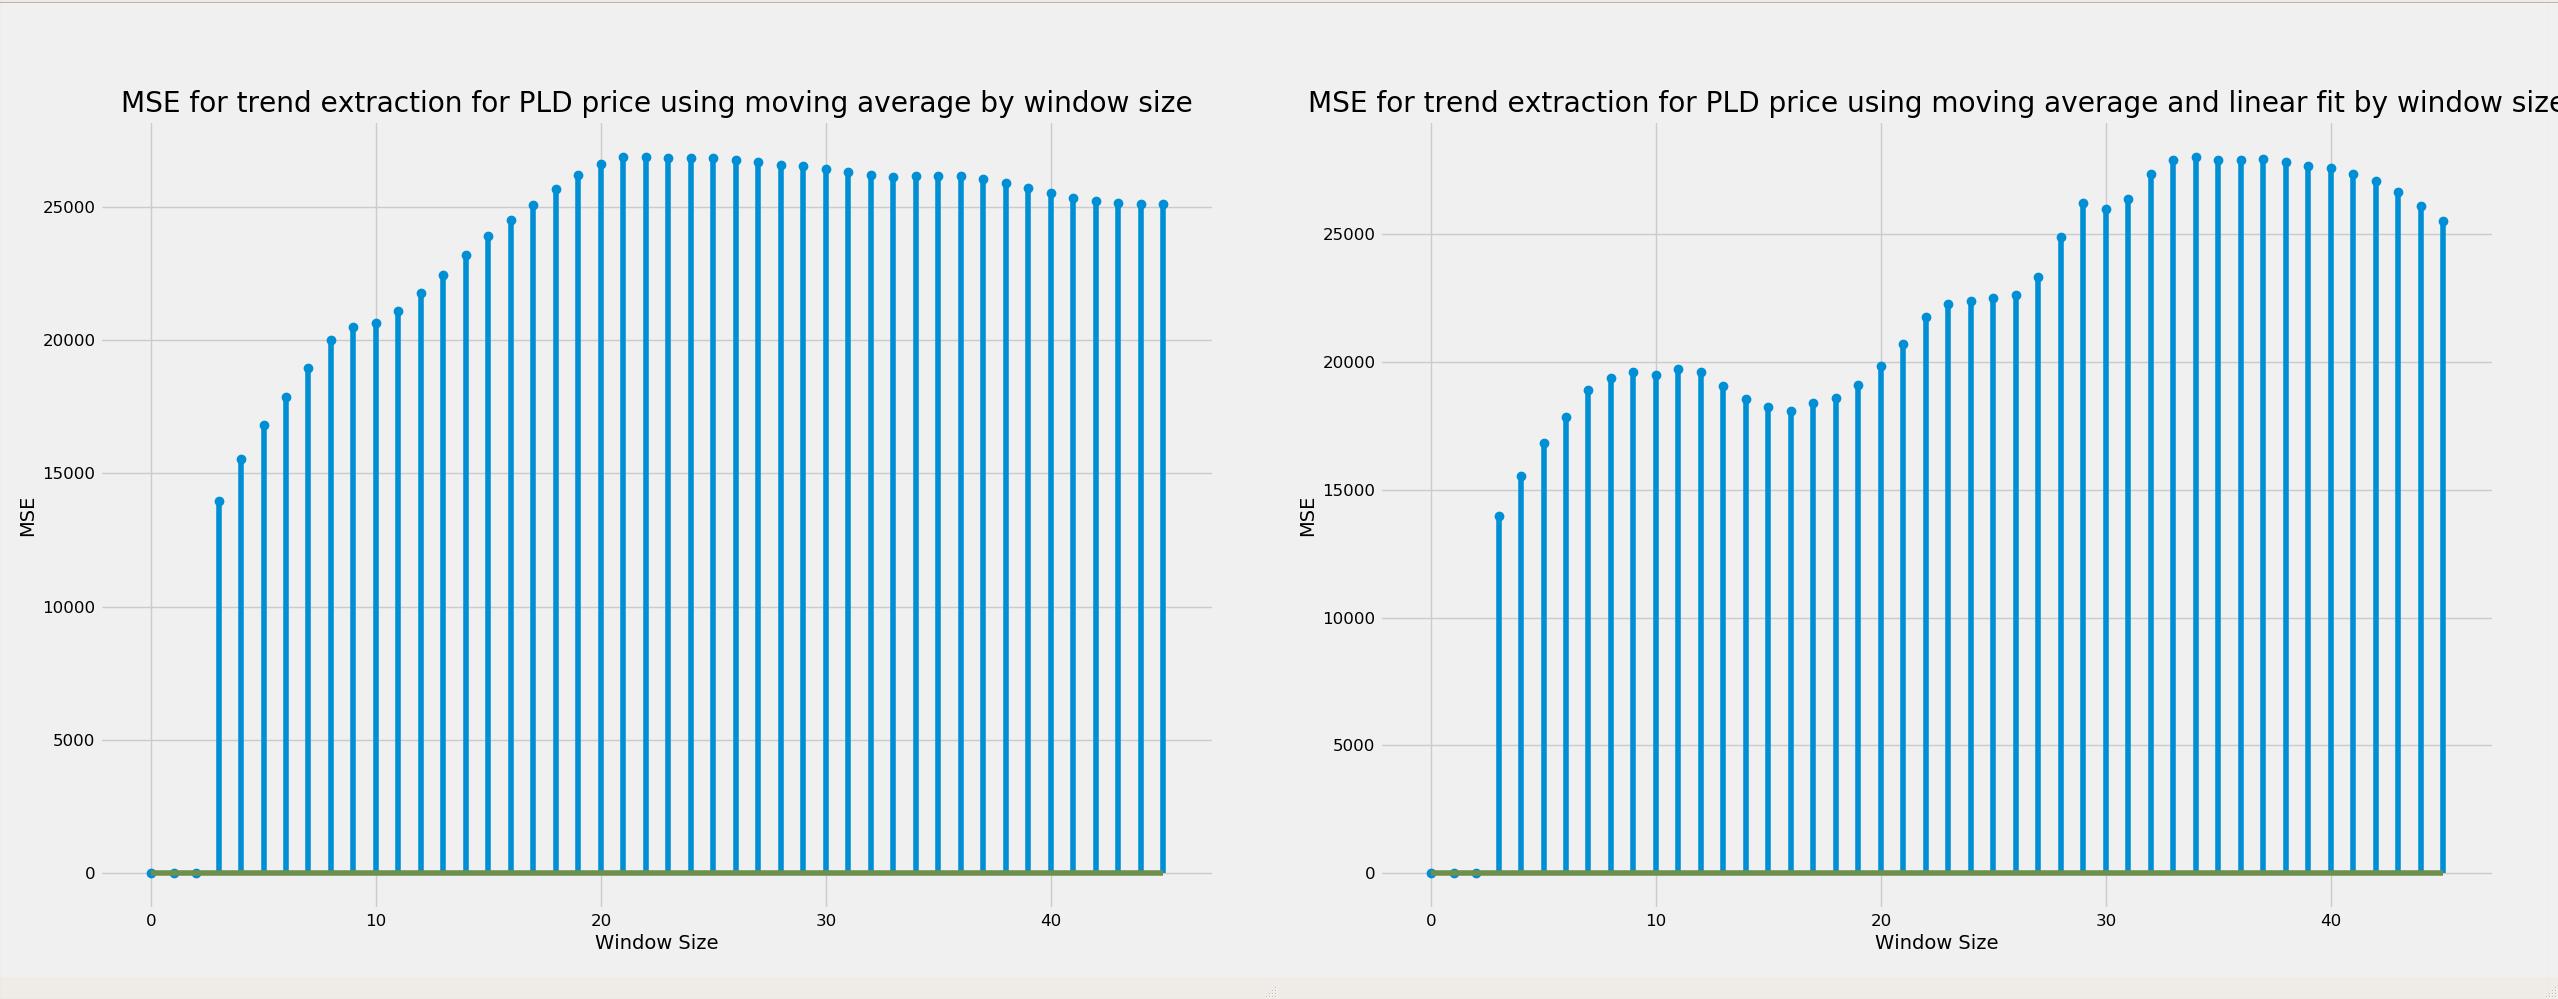 MSE for trend extraction for PLD price using moving average by window size
25000
20000
15000
10000
5000
0
MSE
0 10 20 30 40
Window Size
MSE for trend extraction for PLD price using moving average and linear fit by window size
25000
20000
15000
10000
5000
0
MSE
0 10 20 30 40
Window Size